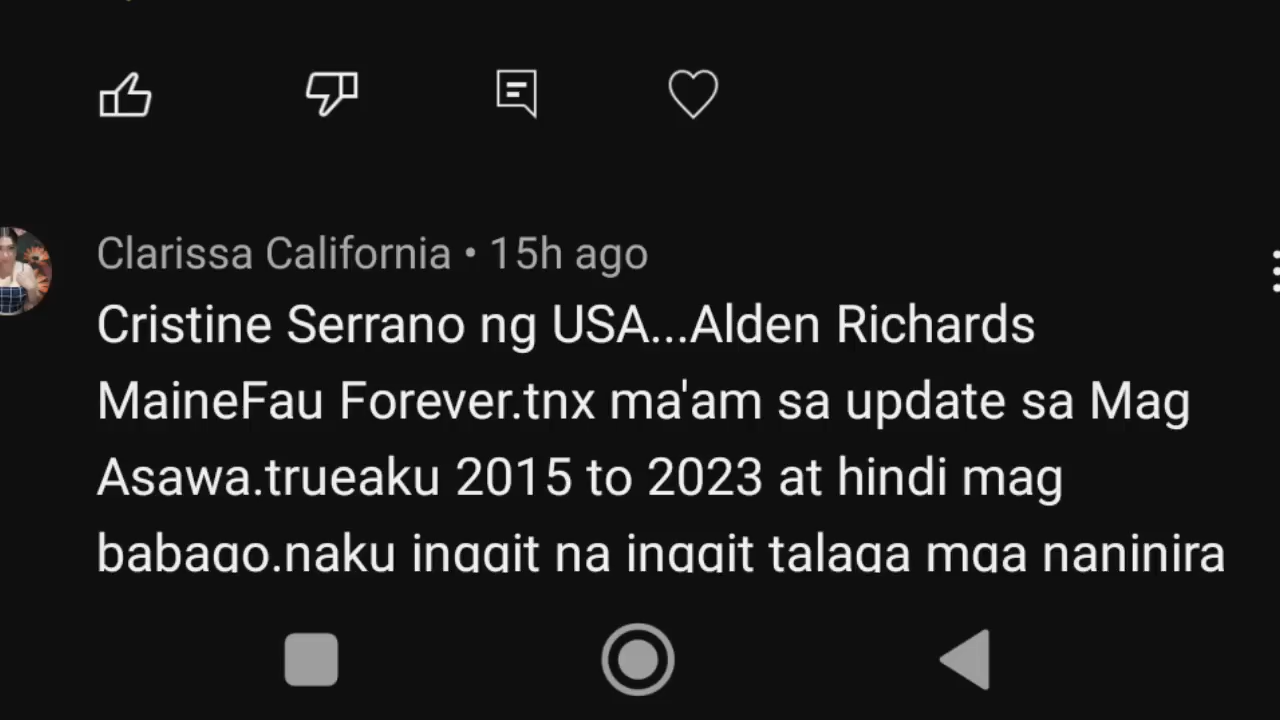 Clarissa California • 15h ago
Cristine Serrano ng USA...Alden Richards
MaineFau Forever.tnx ma'am sa update sa Mag
Asawa.trueaku 2015 to 2023 at hindi mag
babago.naku inggit na inggit talaga mga naninira